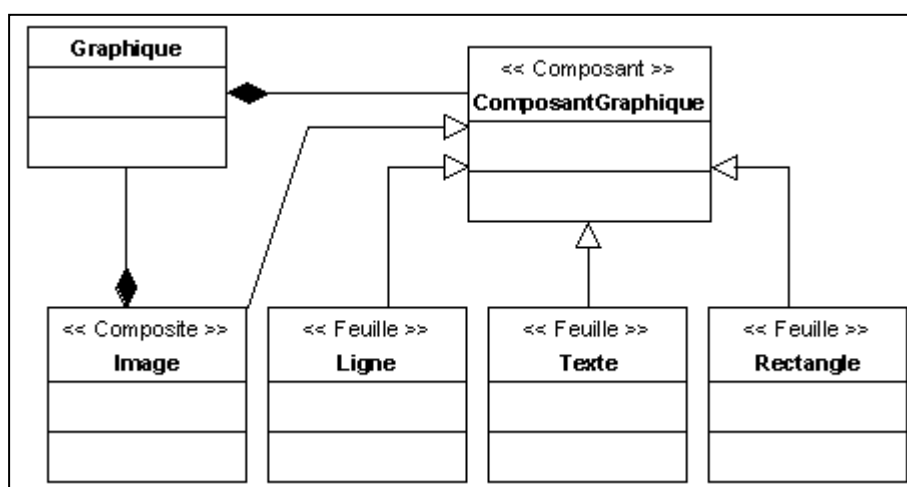 Graphique
<< Composant >>
ComposantGraphique
<< Composite >>
Image
<< Feuille >>
Ligne
<< Feuille >>
Texte
<< Feuille >>
Rectangle